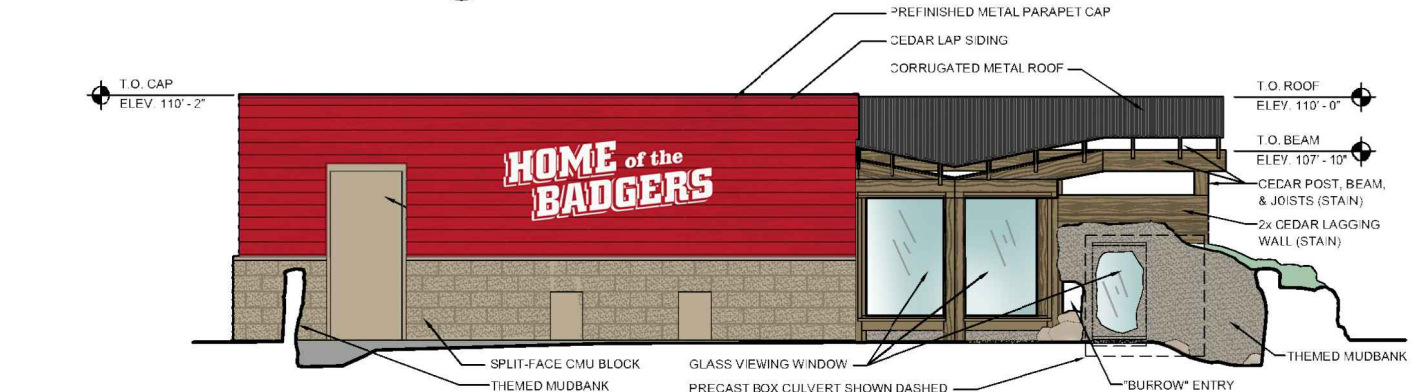 PREFINISHED METAL PARAPET CAP
CEDAR LAP SIDING
CORRUGATED METAL ROOF
T.O. CAP
ELEV. 110' - 2"
T.O. ROOF
ELEV. 110' - 0"
T.O. BEAM
ELEV. 107' - 10"
HOME of the
BADGERS
CEDAR POST, BEAM,
& JOISTS (STAIN)
2x CEDAR LAGGING
WALL (STAIN)
SPLIT-FACE CMU BLOCK
GLASS VIEWING WINDOW
THEMED MUDBANK
THEMED MUDBANK
PRECAST BOX CULVERT SHOWN DASHED
"BURROW" ENTRY